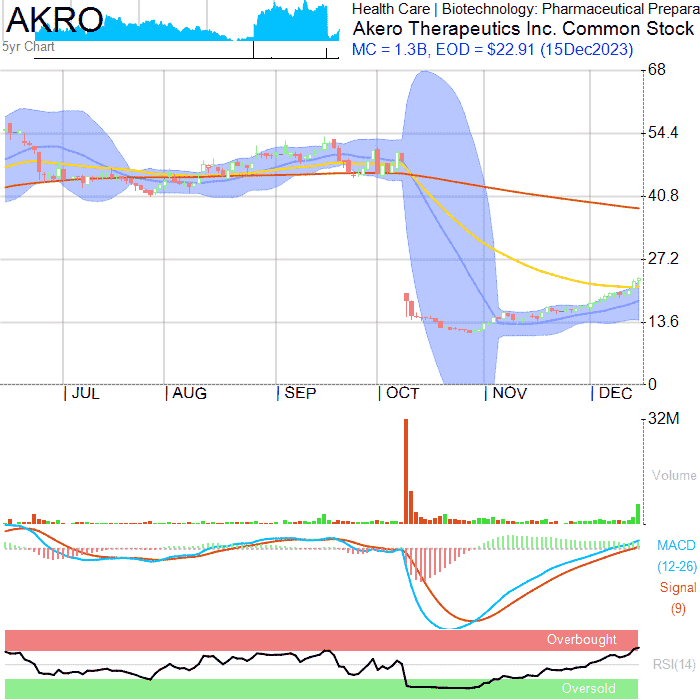 AKRO
5yr Chart
Health Care | Biotechnology: Pharmaceutical Prepara
Akero Therapeutics Inc. Common Stock
MC = 1.3B, EOD = $22.91 (15Dec2023)
68
54.4
40.8
27.2
13.6
0
JUL
AUG
SEP
OCT
NOV
DEC
32M
Volume
MACD
(12-26)
Signal
(9)
Overbought
RSI(14)
Oversold